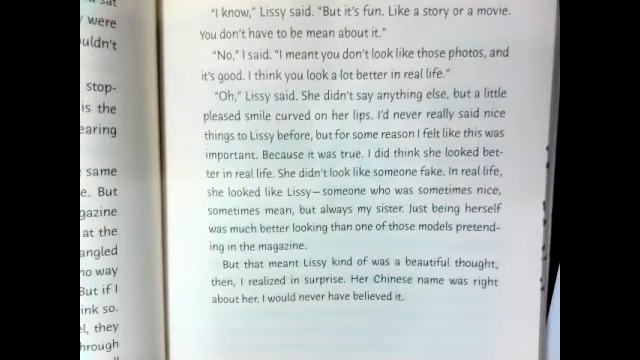 sat
were
uldn't
stop-
is the
earing
same
e. But
gazine
at the
angled
no way
But if I
ink so.
l, they
hrough
"I know," Lissy said. "But it's fun. Like a story or a movie.
You don't have to be mean about it."
"No," I said. "I meant you don't look like those photos, and
it's good. I think you look a lot better in real life."
"Oh," Lissy said. She didn't say anything else, but a little
pleased smile curved on her lips. I'd never really said nice
things to Lissy before, but for some reason I felt like this was
important. Because it was true. I did think she looked bet-
ter in real life. She didn't look like someone fake. In real life,
she looked like Lissy—someone who was sometimes nice,
sometimes mean, but always my sister. Just being herself
was much better looking than one of those models pretend-
ing in the magazine.
But that meant Lissy kind of was a beautiful thought,
then, I realized in surprise. Her Chinese name was right
about her. I would never have believed it.